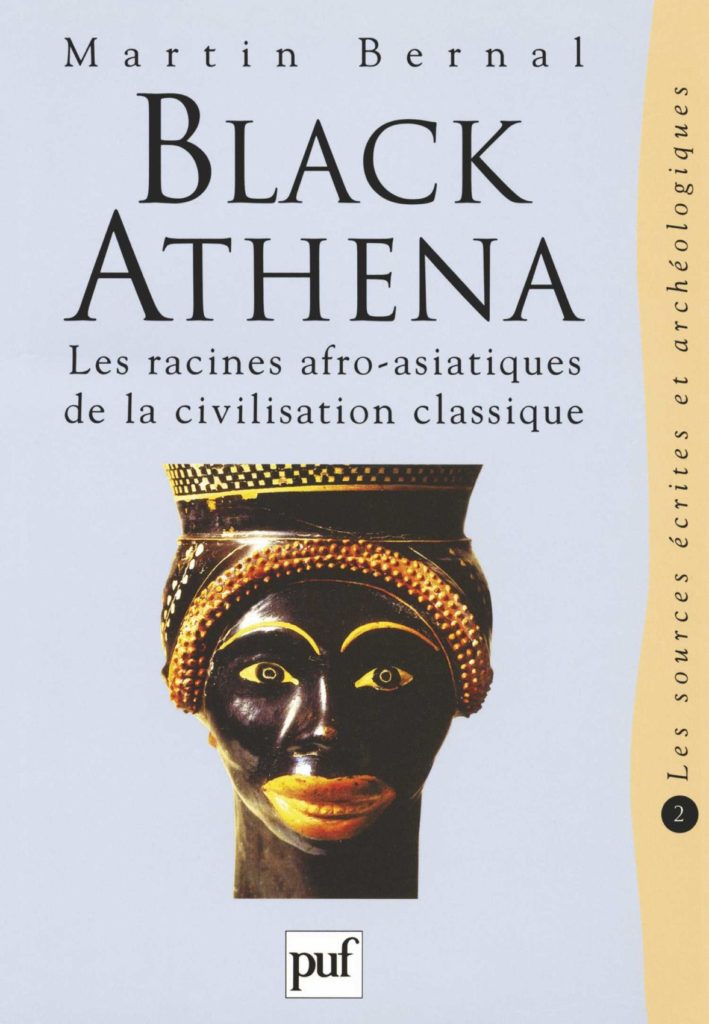 Martin Bernal
BLACK
ATHENA
Les racines afro-asiatiques
de la civilisation classique
puf
2 Les sources écrites et archéologiques